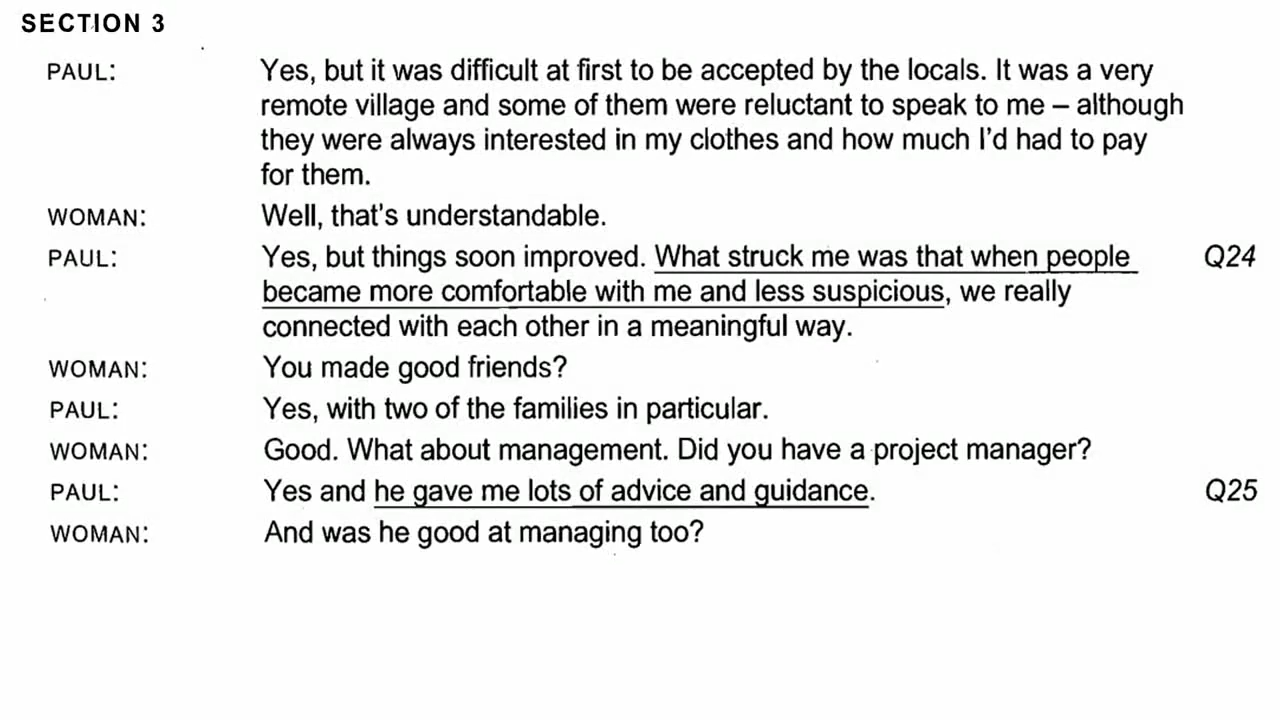 SECTION 3
PAUL: Yes, but it was difficult at first to be accepted by the locals. It was a very
remote village and some of them were reluctant to speak to me – although
they were always interested in my clothes and how much I'd had to pay
for them.
WOMAN: Well, that's understandable.
PAUL: Yes, but things soon improved. What struck me was that when people Q24
became more comfortable with me and less suspicious, we really
connected with each other in a meaningful way.
WOMAN: You made good friends?
PAUL: Yes, with two of the families in particular.
WOMAN: Good. What about management. Did you have a project manager?
PAUL: Yes and he gave me lots of advice and guidance. Q25
WOMAN: And was he good at managing too?